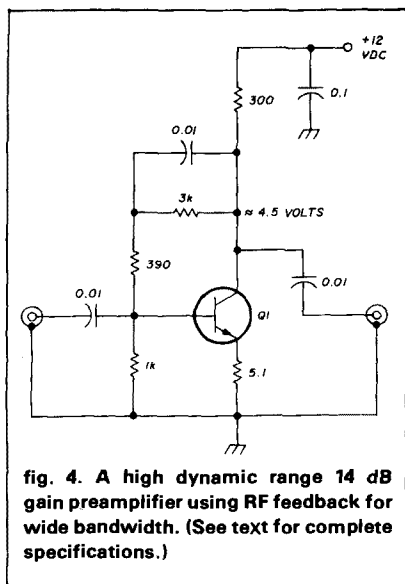 +12
VDC
0.1
300
0.01
3k
≈ 4.5 VOLTS
390
0.01
0.01
Q1
1k
5.1
fig. 4. A high dynamic range 14 dB
gain preamplifier using RF feedback for
wide bandwidth. (See text for complete
specifications.)